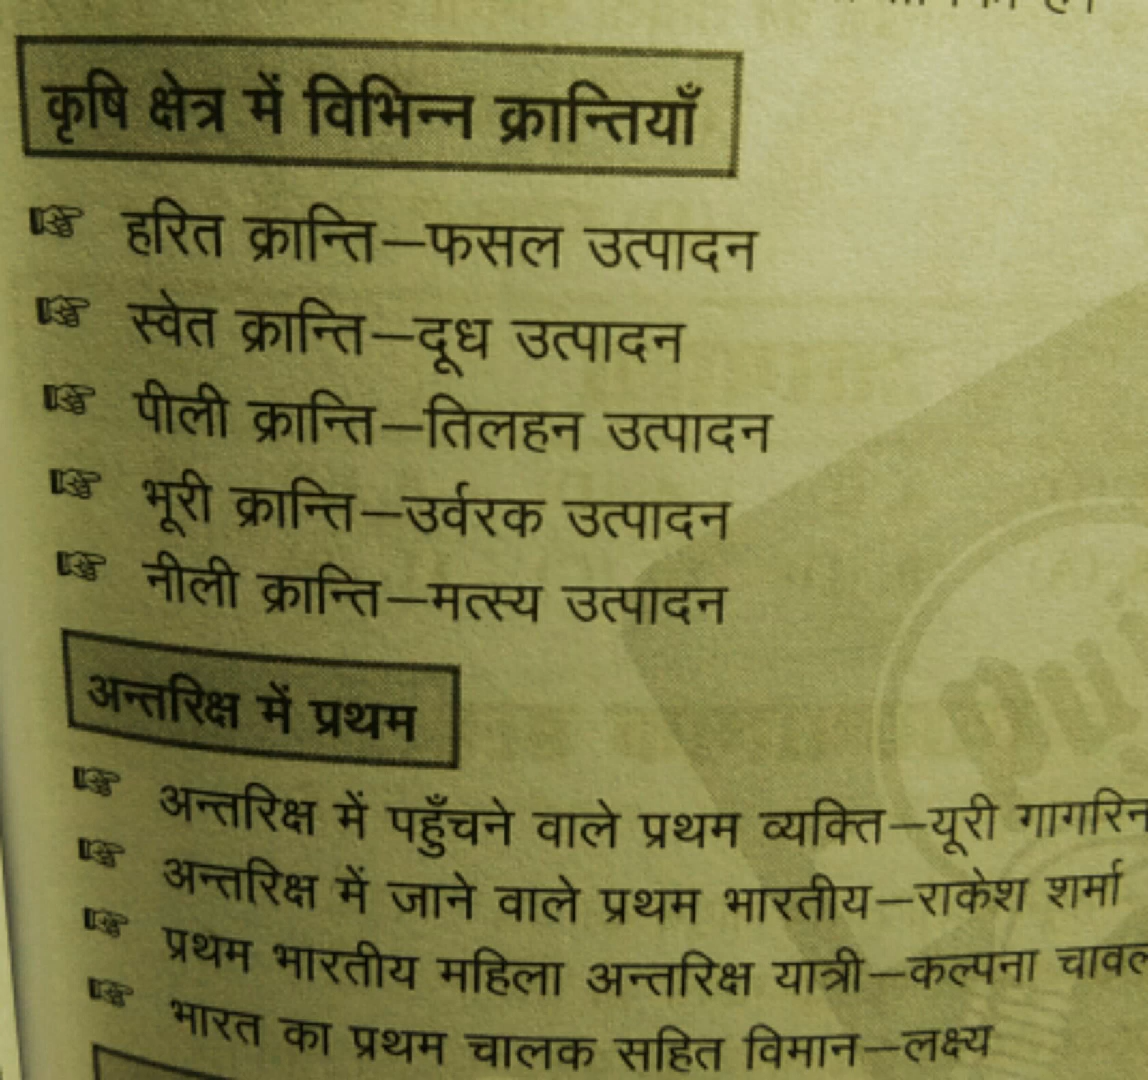 कृषि क्षेत्र में विभिन्न क्रान्तियाँ
हरित क्रान्ति—फसल उत्पादन
स्वेत क्रान्ति—दूध उत्पादन
पीली क्रान्ति—तिलहन उत्पादन
भूरी क्रान्ति—उर्वरक उत्पादन
नीली क्रान्ति—मत्स्य उत्पादन
अन्तरिक्ष में प्रथम
अन्तरिक्ष में पहुँचने वाले प्रथम व्यक्ति—यूरी गागरिन
अन्तरिक्ष में जाने वाले प्रथम भारतीय—राकेश शर्मा
प्रथम भारतीय महिला अन्तरिक्ष यात्री—कल्पना
भारत का प्रथम चालक सहित विमान—लक्ष्य